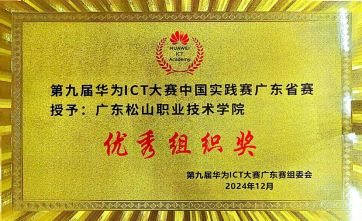 HUAWEI
ICT
Academy
第九届华为ICT大赛中国实践赛广东省赛
授予：广东松山职业技术学院
优秀组织奖
第九届华为ICT大赛广东赛组委会
2024年12月